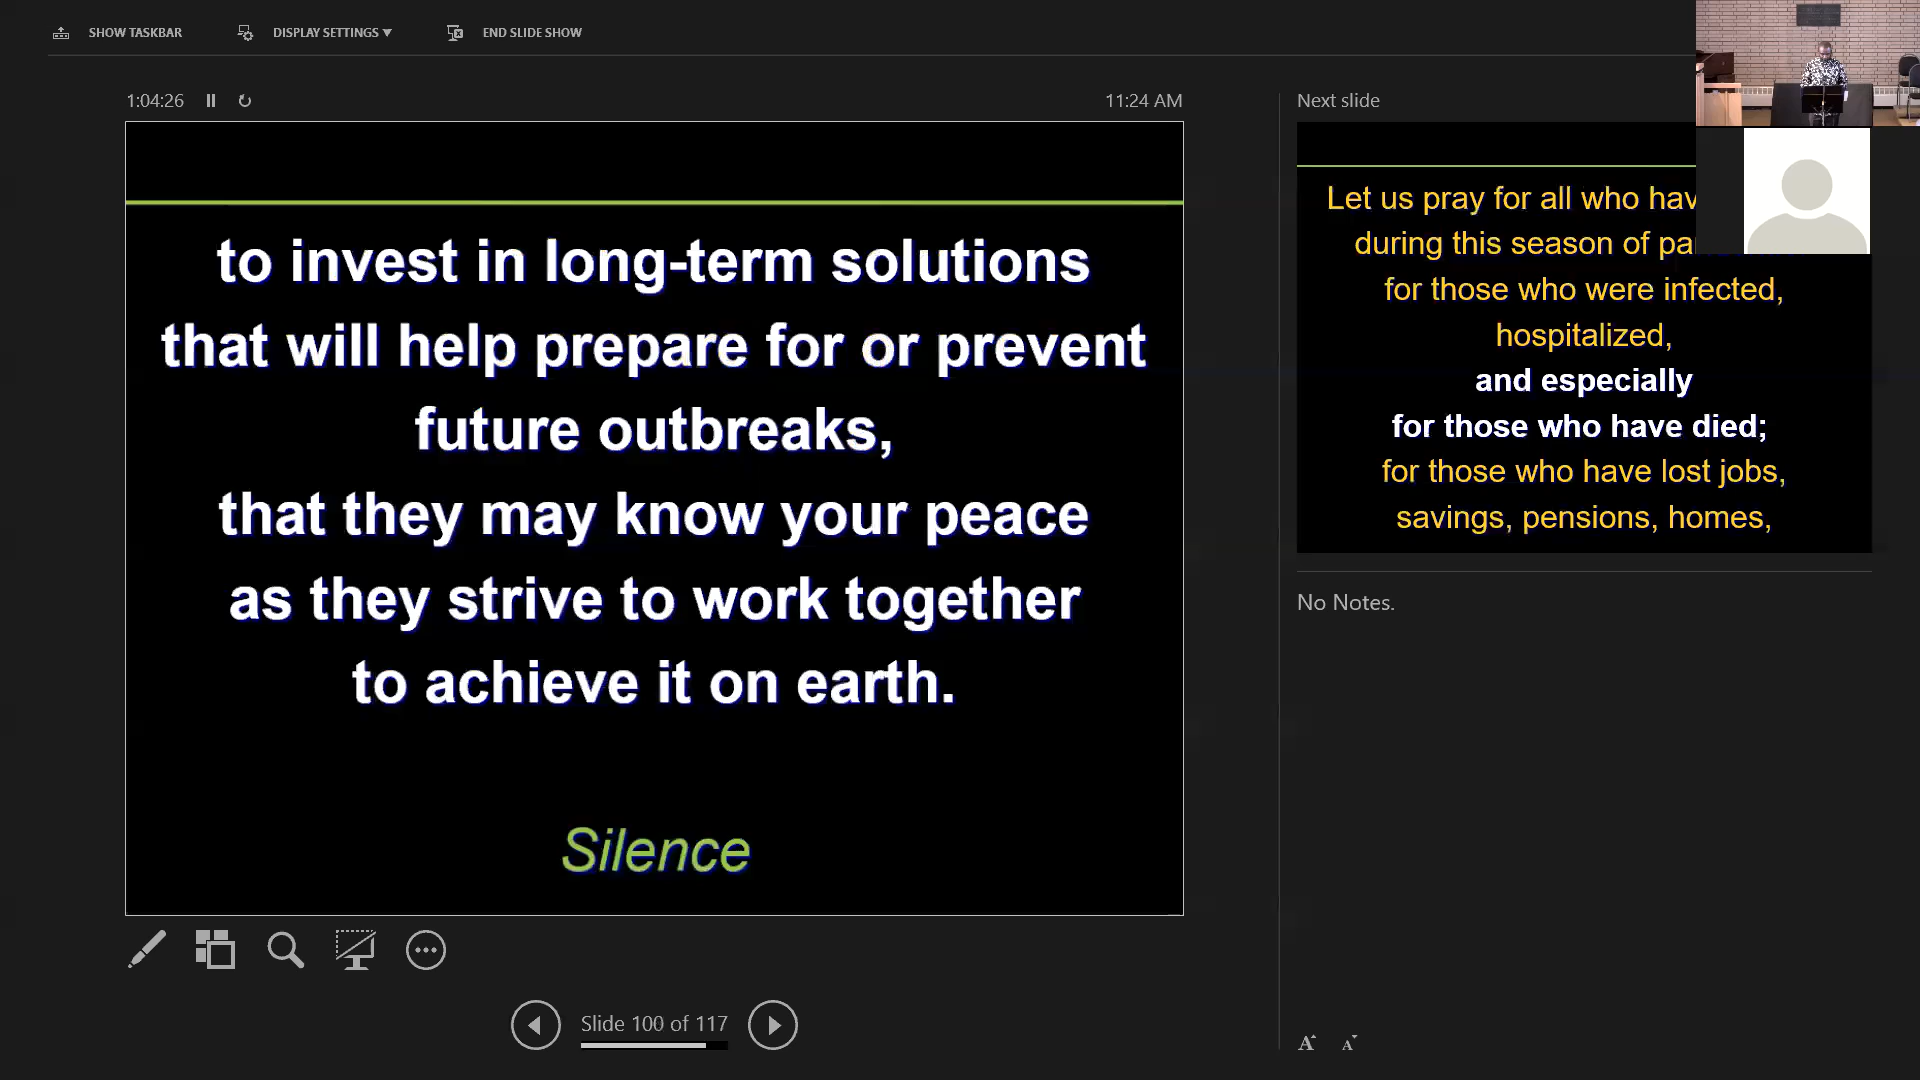 SHOW TASKBAR
DISPLAY SETTINGS ▼
END SLIDE SHOW
1:04:26
11:24 AM
to invest in long-term solutions
that will help prepare for or prevent
future outbreaks,
that they may know your peace
as they strive to work together
to achieve it on earth.
Silence
Slide 100 of 117
Next slide
Let us pray for all who
during this season of
for those who were infected,
hospitalized,
and especially
for those who have died;
for those who have lost jobs,
savings, pensions, homes,
No Notes.
A A